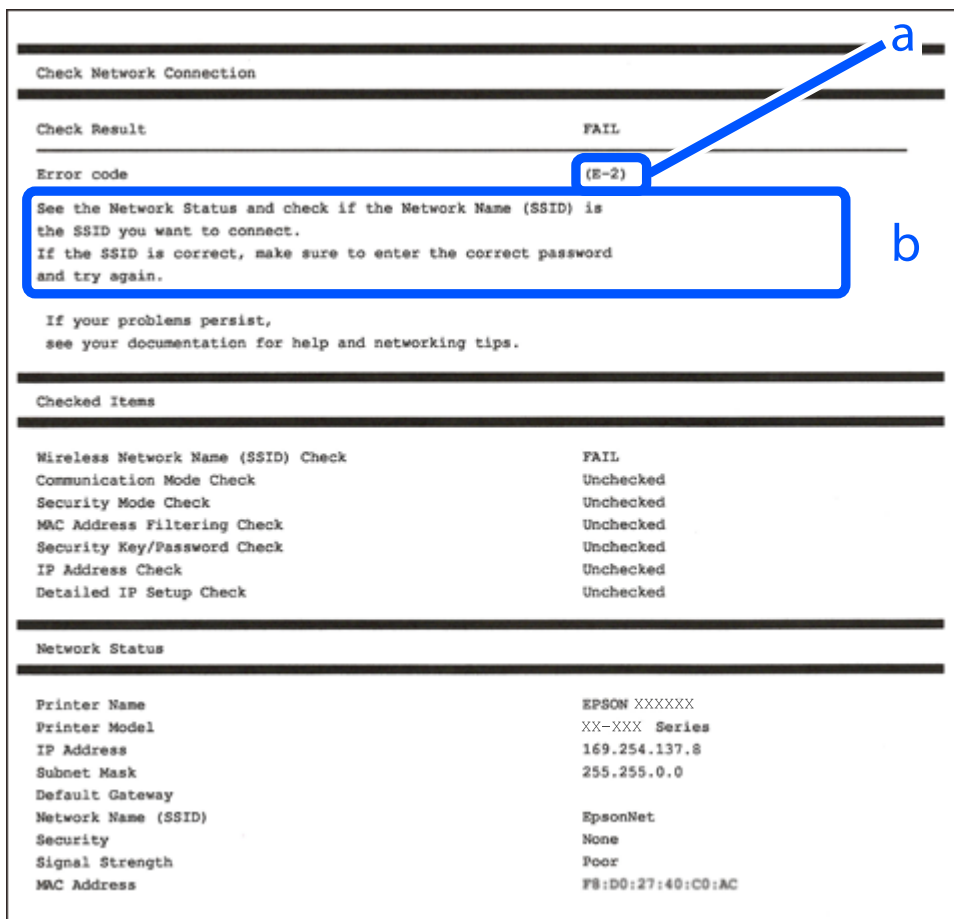 a
Check Network Connection
Check Result FAIL
Error code (E-2)
See the Network Status and check if the Network Name (SSID) is
the SSID you want to connect.
If the SSID is correct, make sure to enter the correct password
and try again.
b
If your problems persist,
see your documentation for help and networking tips.
Checked Items
Wireless Network Name (SSID) Check FAIL
Communication Mode Check Unchecked
Security Mode Check Unchecked
MAC Address Filtering Check Unchecked
Security Key/Password Check Unchecked
IP Address Check Unchecked
Detailed IP Setup Check Unchecked
Network Status
Printer Name EPSON XXXXXX
Printer Model XX-XXX Series
IP Address 169.254.137.8
Subnet Mask 255.255.0.0
Default Gateway
Network Name (SSID) EpsonNet
Security None
Signal Strength Poor
MAC Address F8:D0:27:40:C0:AC